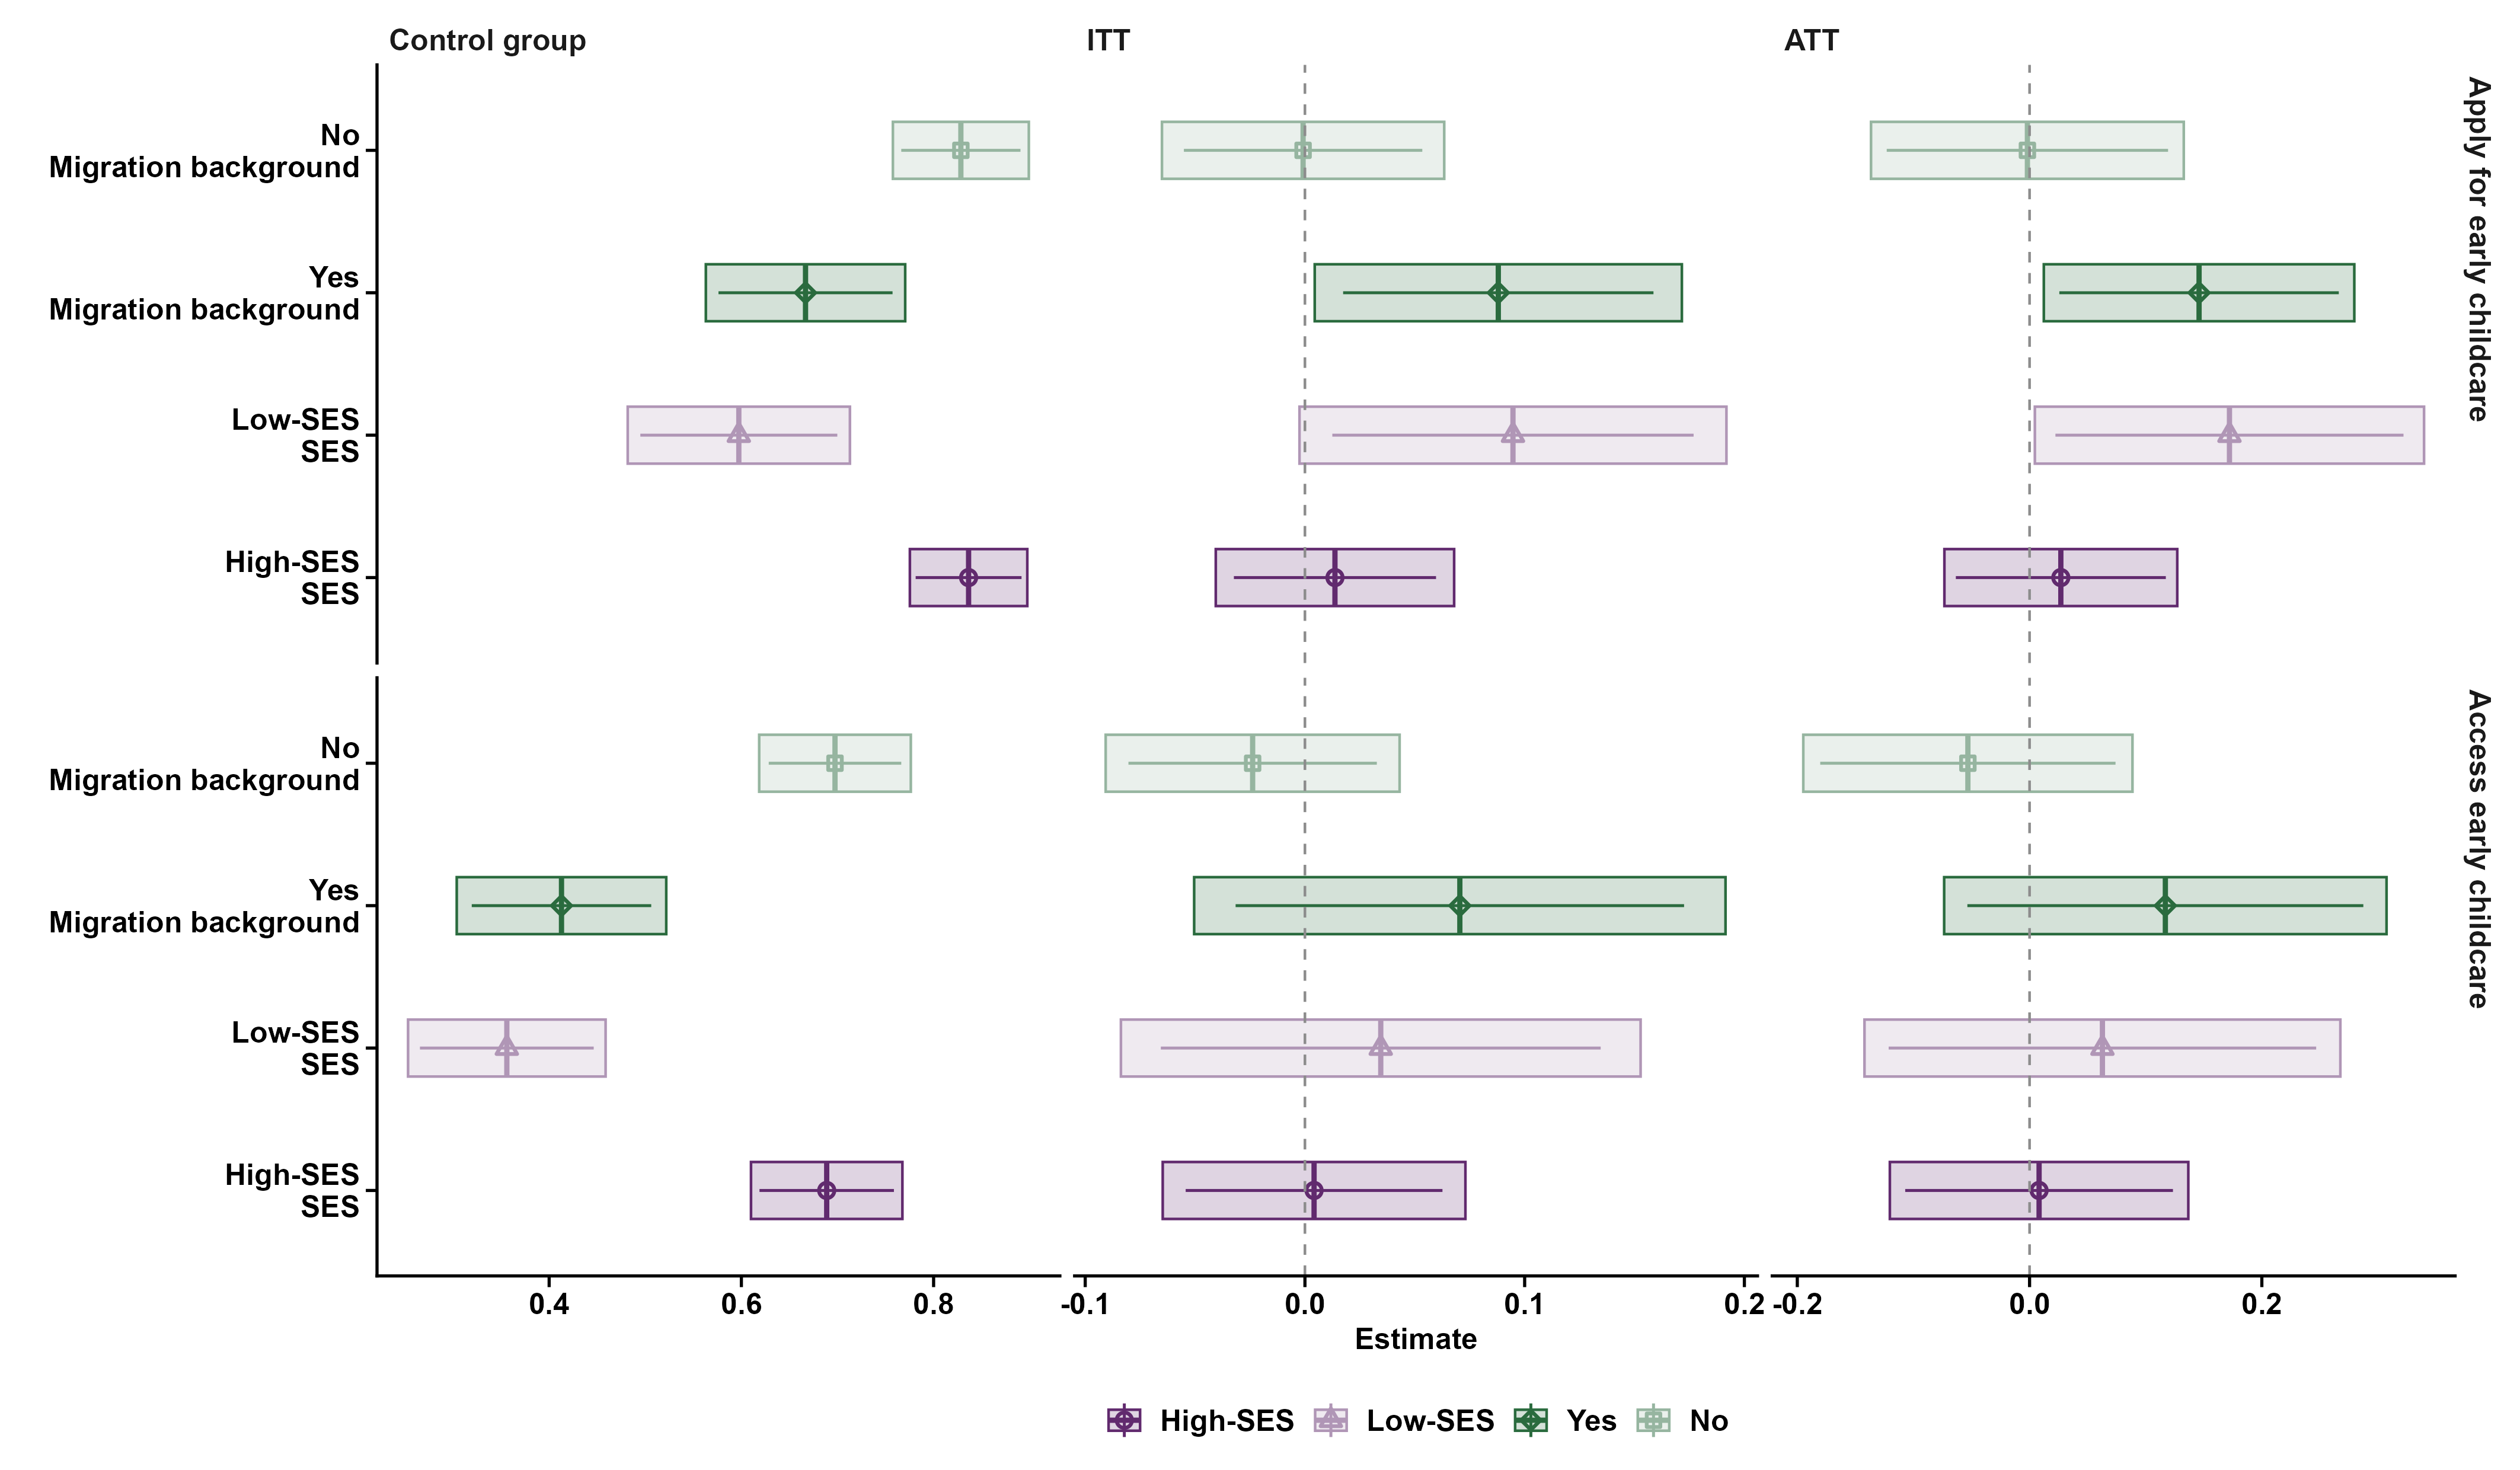 Control group
ITT
ATT
Apply for early childcare
No
Migration background
Yes
Migration background
Low-SES
SES
High-SES
SES
Access early childcare
No
Migration background
Yes
Migration background
Low-SES
SES
High-SES
SES
0.4 0.6 0.8 -0.1 0.0 0.1 0.2 -0.2 0.0 0.2
Estimate
High-SES Low-SES Yes No